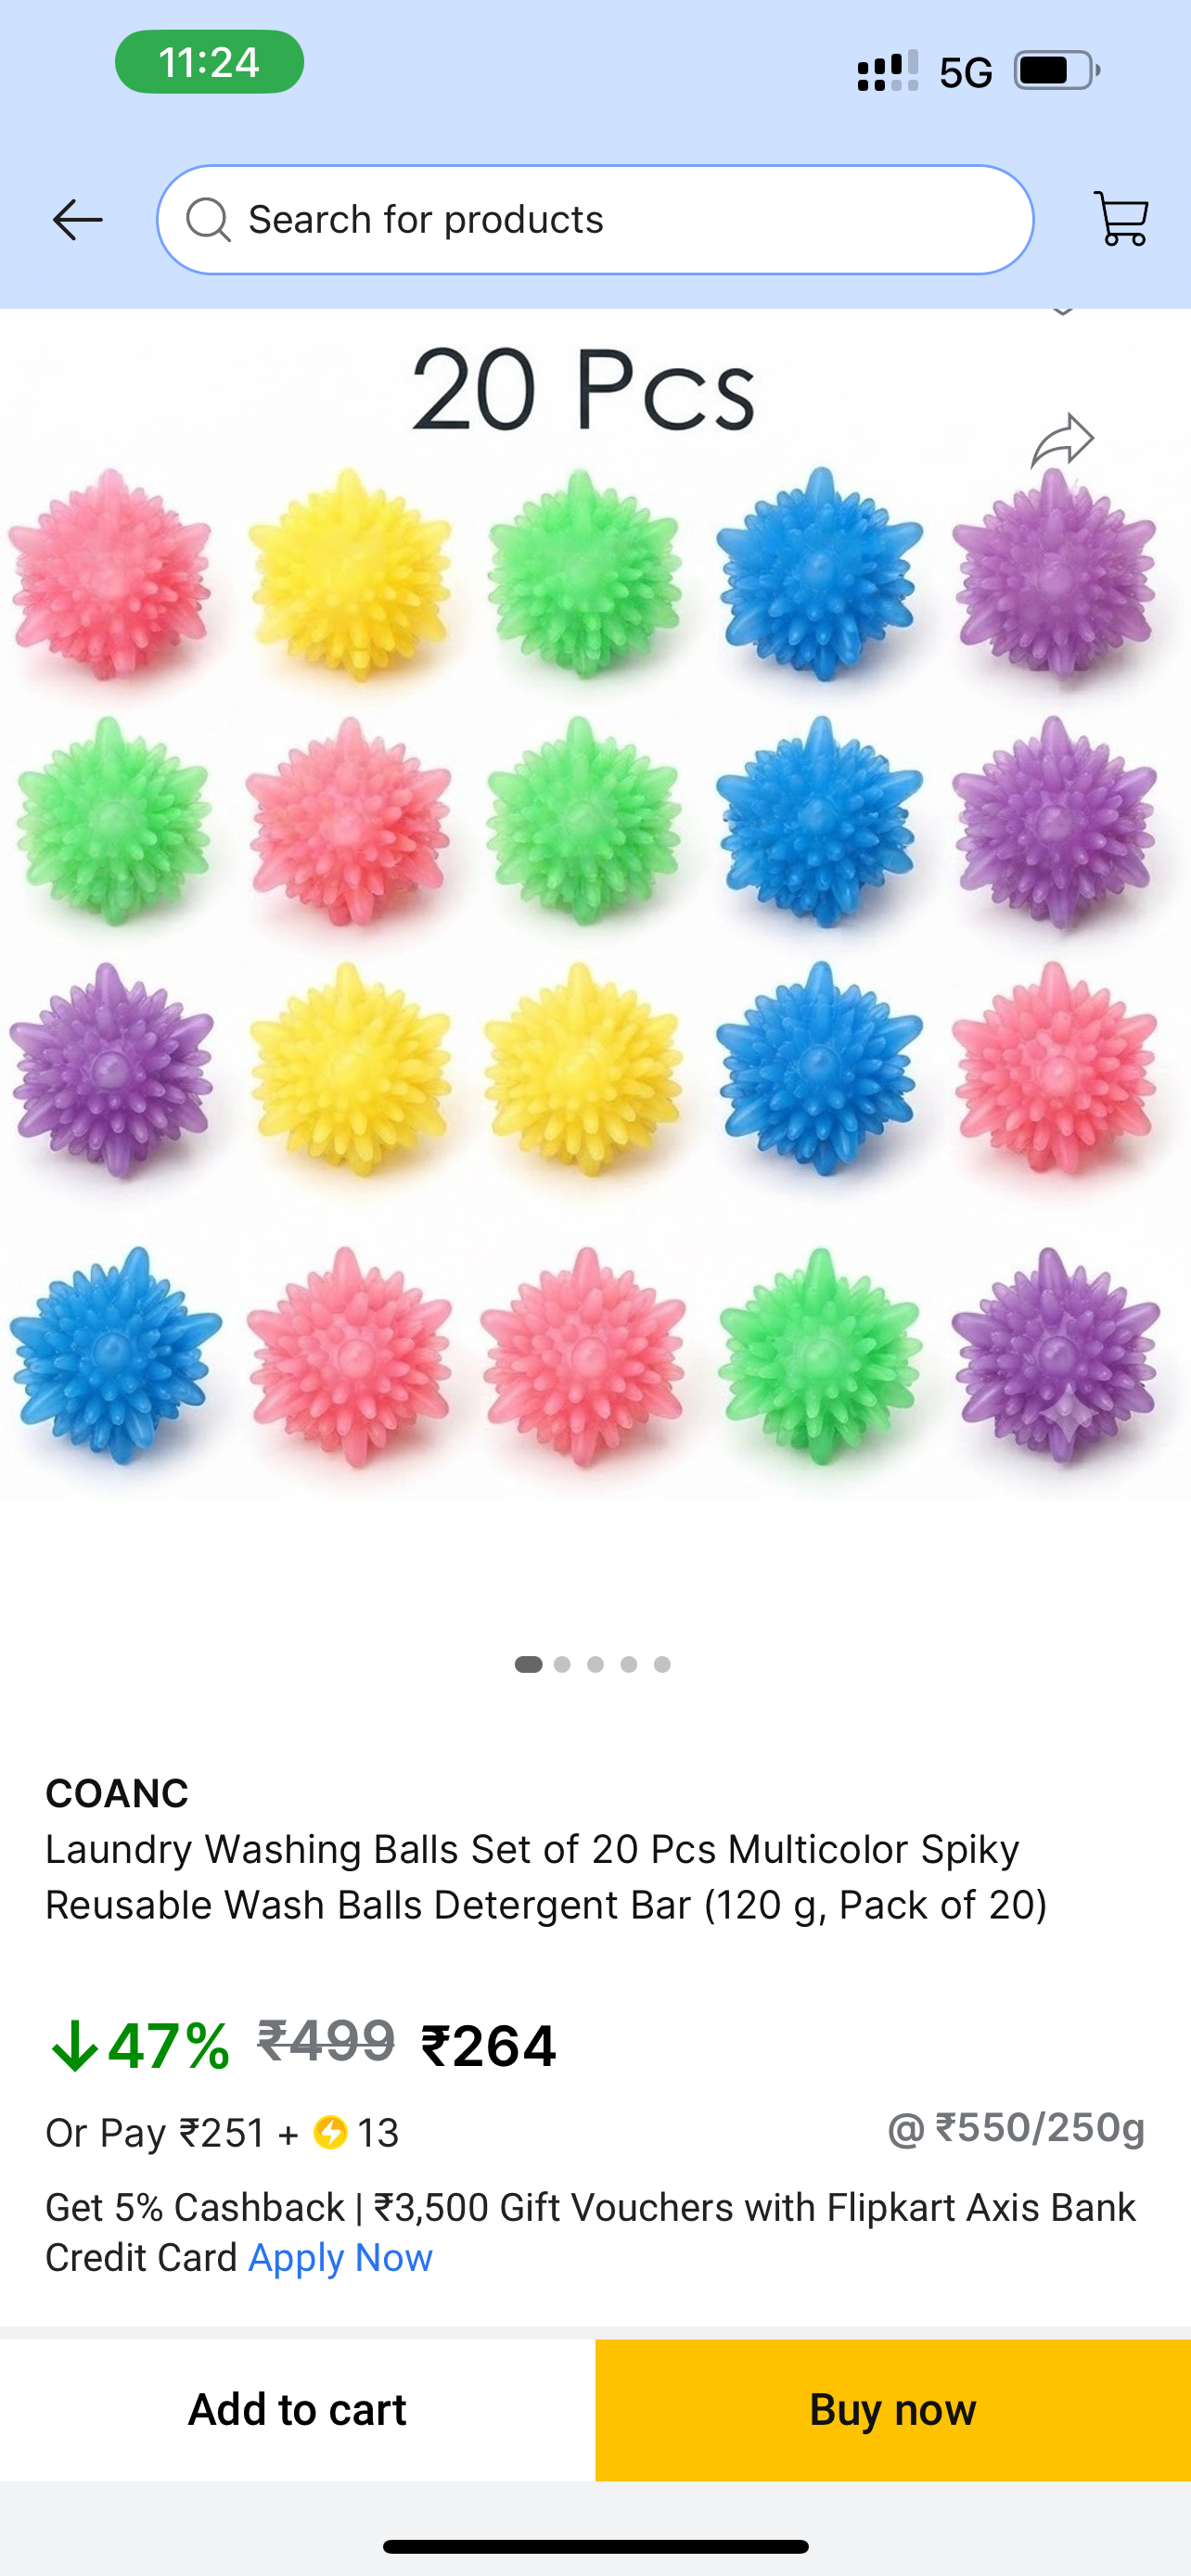 11:24
5G
Search for products
20 Pcs
COANC
Laundry Washing Balls Set of 20 Pcs Multicolor Spiky
Reusable Wash Balls Detergent Bar (120 g, Pack of 20)
↓47% ₹499 ₹264
Or Pay ₹251 + 13
@ ₹550/250g
Get 5% Cashback | ₹3,500 Gift Vouchers with Flipkart Axis Bank
Credit Card Apply Now
Add to cart
Buy now